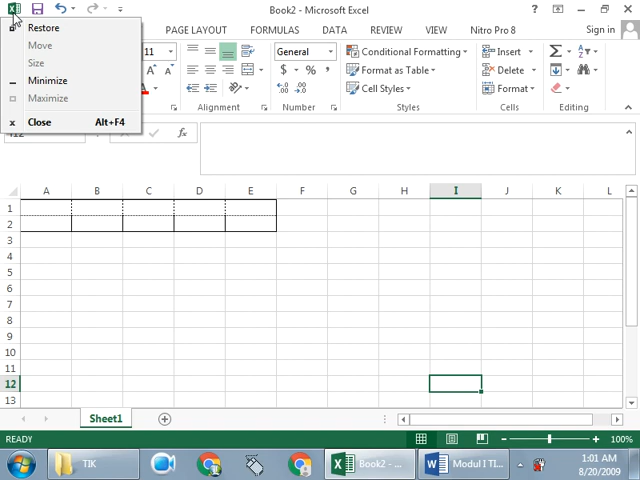 Book2 - Microsoft Excel
?
Restore
Move
Size
Minimize
Maximize
Close Alt+F4
PAGE LAYOUT FORMULAS DATA REVIEW VIEW Nitro Pro 8 Sign in
11 General Conditional Formatting Insert
Format as Table Delete
Cell Styles Format
Alignment Number Styles Cells Editing
fx
A B C D E F G H I J K L
1
2
3
4
5
6
7
8
9
10
11
12
13
Sheet1
READY 100%
TIK Book2 - ... Modul I TI... 1:01 AM
8/20/2009